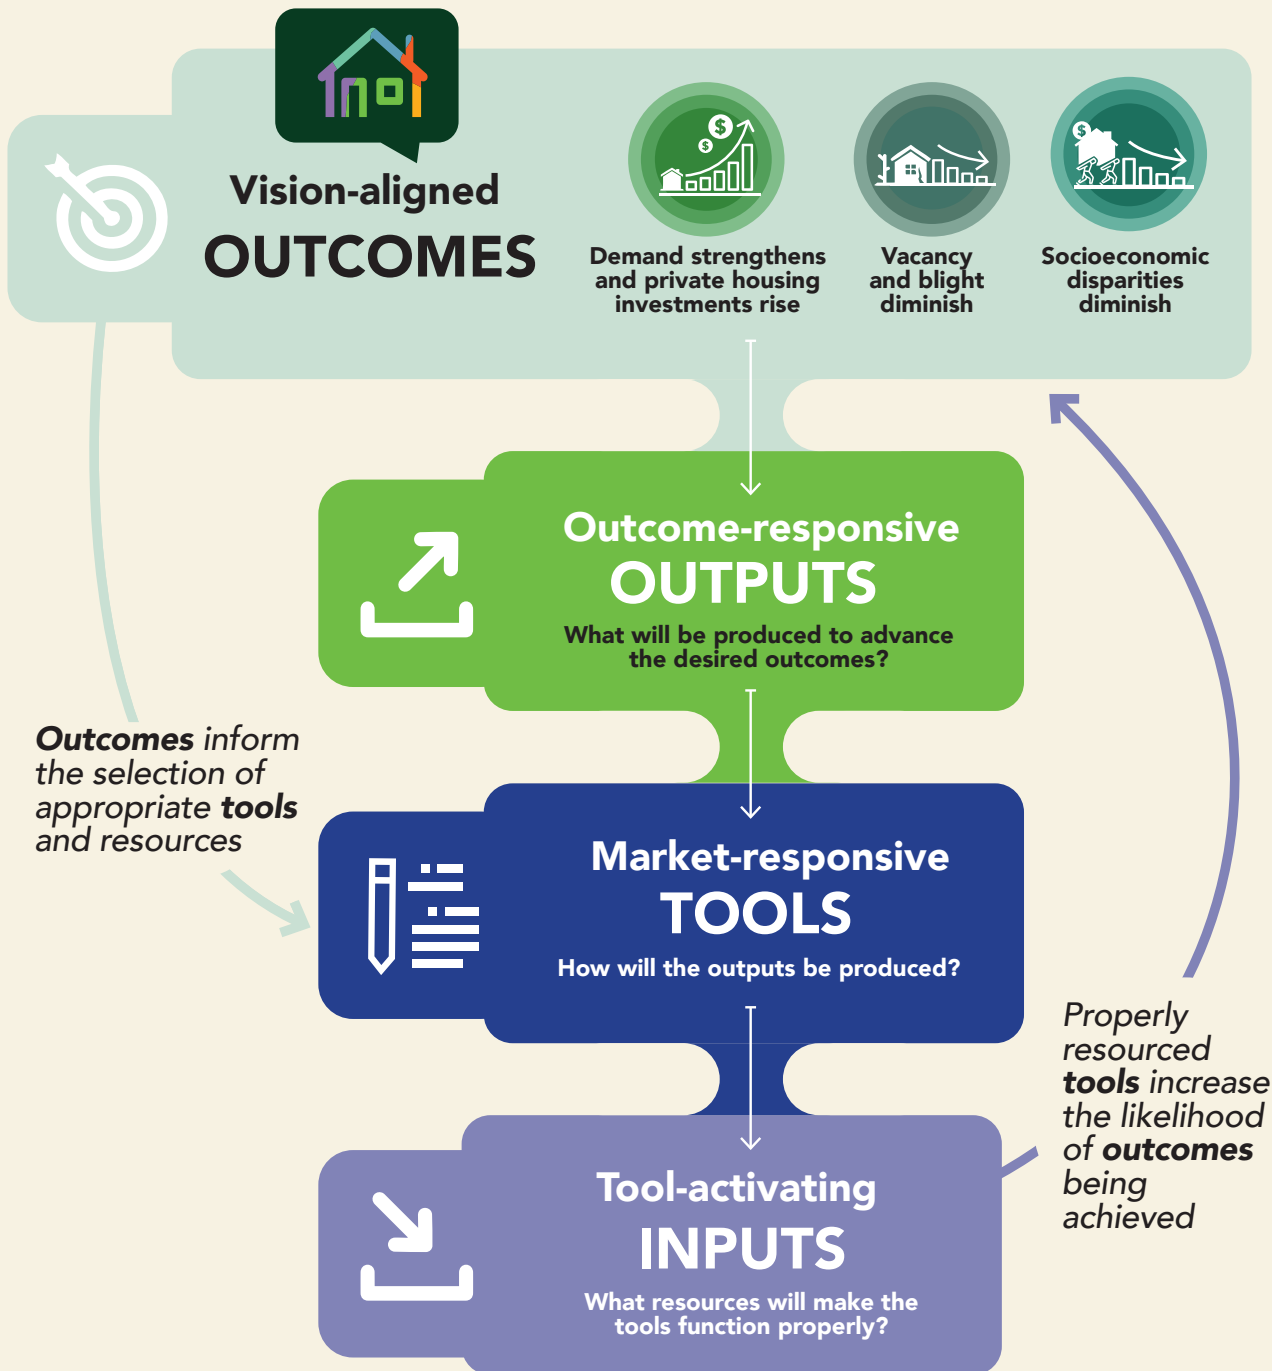 Vision-aligned
OUTCOMES
Demand strengthens
and private housing
investments rise
Vacancy
and blight
diminish
Socioeconomic
disparities
diminish
Outcome-responsive
OUTPUTS
What will be produced to advance
the desired outcomes?
Outcomes inform
the selection of
appropriate tools
and resources
Market-responsive
TOOLS
How will the outputs be produced?
Properly
resourced
tools increase
the likelihood
of outcomes
being
achieved
Tool-activating
INPUTS
What resources will make the
tools function properly?